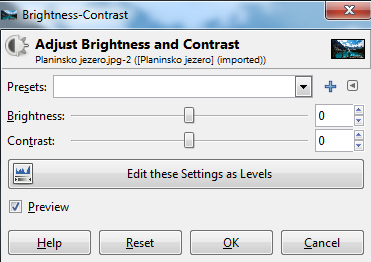 Brightness-Contrast
Adjust Brightness and Contrast
Planinsko jezero.jpg-2 ([Planinsko jezero] (imported))
Presets:
Brightness: 0
Contrast: 0
Edit these Settings as Levels
Preview
Help Reset OK Cancel